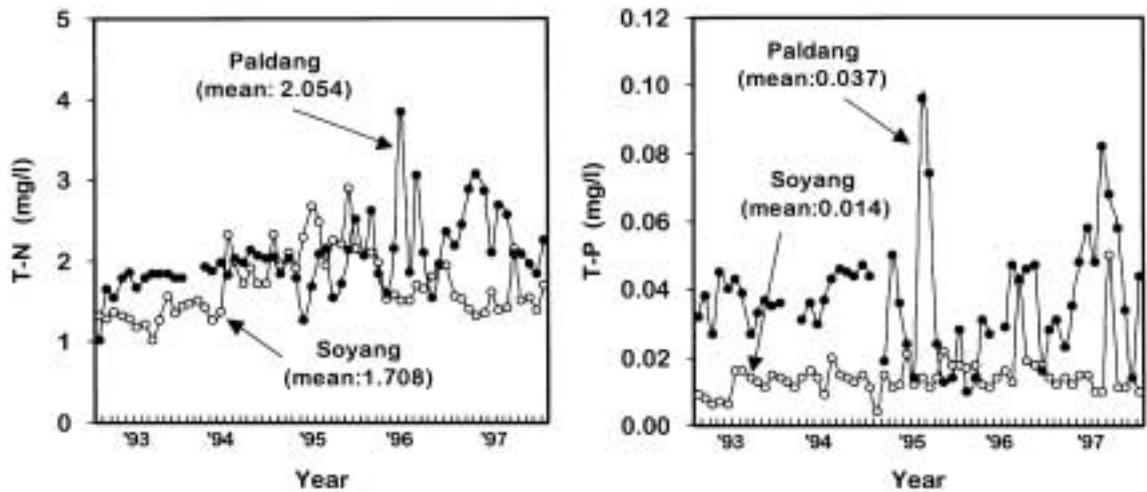 5
4
3
2
1
0
T-N (mg/l)
Paldang
(mean: 2.054)
Soyang
(mean:1.708)
'93 '94 '95 '96 '97
Year
0.12
0.10
0.08
0.06
0.04
0.02
0.00
T-P (mg/l)
Paldang
(mean:0.037)
Soyang
(mean:0.014)
'93 '94 '95 '96 '97
Year